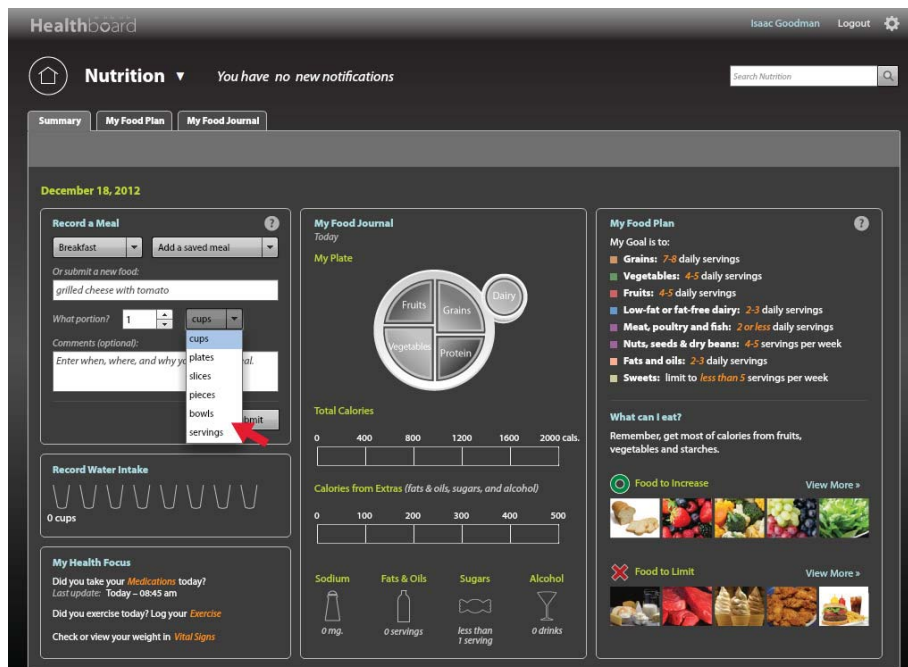 Healthboard
Isaac Goodman Logout
Nutrition You have no new notifications
Search Nutrition
Summary My Food Plan My Food Journal
December 18, 2012
Record a Meal ?
Breakfast Add a saved meal
Or submit a new food:
grilled cheese with tomato
What portion? 1 cups
cups
plates
slices
pieces
bowls
servings
Comments (optional):
Enter when, where, and why yo al.
bmit
Record Water Intake
0 cups
My Health Focus
Did you take your Medications today?
Last update: Today – 08:45 am
Did you exercise today? Log your Exercise
Check or view your weight in Vital Signs
My Food Journal
Today
My Plate
Fruits
Grains
Dairy
Vegetables
Protein
Total Calories
0 400 800 1200 1600 2000 cals.
Calories from Extras (fats & oils, sugars, and alcohol)
0 100 200 300 400 500
Sodium Fats & Oils Sugars Alcohol
0 mg. 0 servings less than 0 drinks
1 serving
My Food Plan ?
My Goal is to:
Grains: 7-8 daily servings
Vegetables: 4-5 daily servings
Fruits: 4-5 daily servings
Low-fat or fat-free dairy: 2-3 daily servings
Meat, poultry and fish: 2 or less daily servings
Nuts, seeds & dry beans: 4-5 servings per week
Fats and oils: 2-3 daily servings
Sweets: limit to less than 5 servings per week
What can I eat?
Remember, get most of calories from fruits,
vegetables and starches.
Food to Increase View More »
Food to Limit View More »